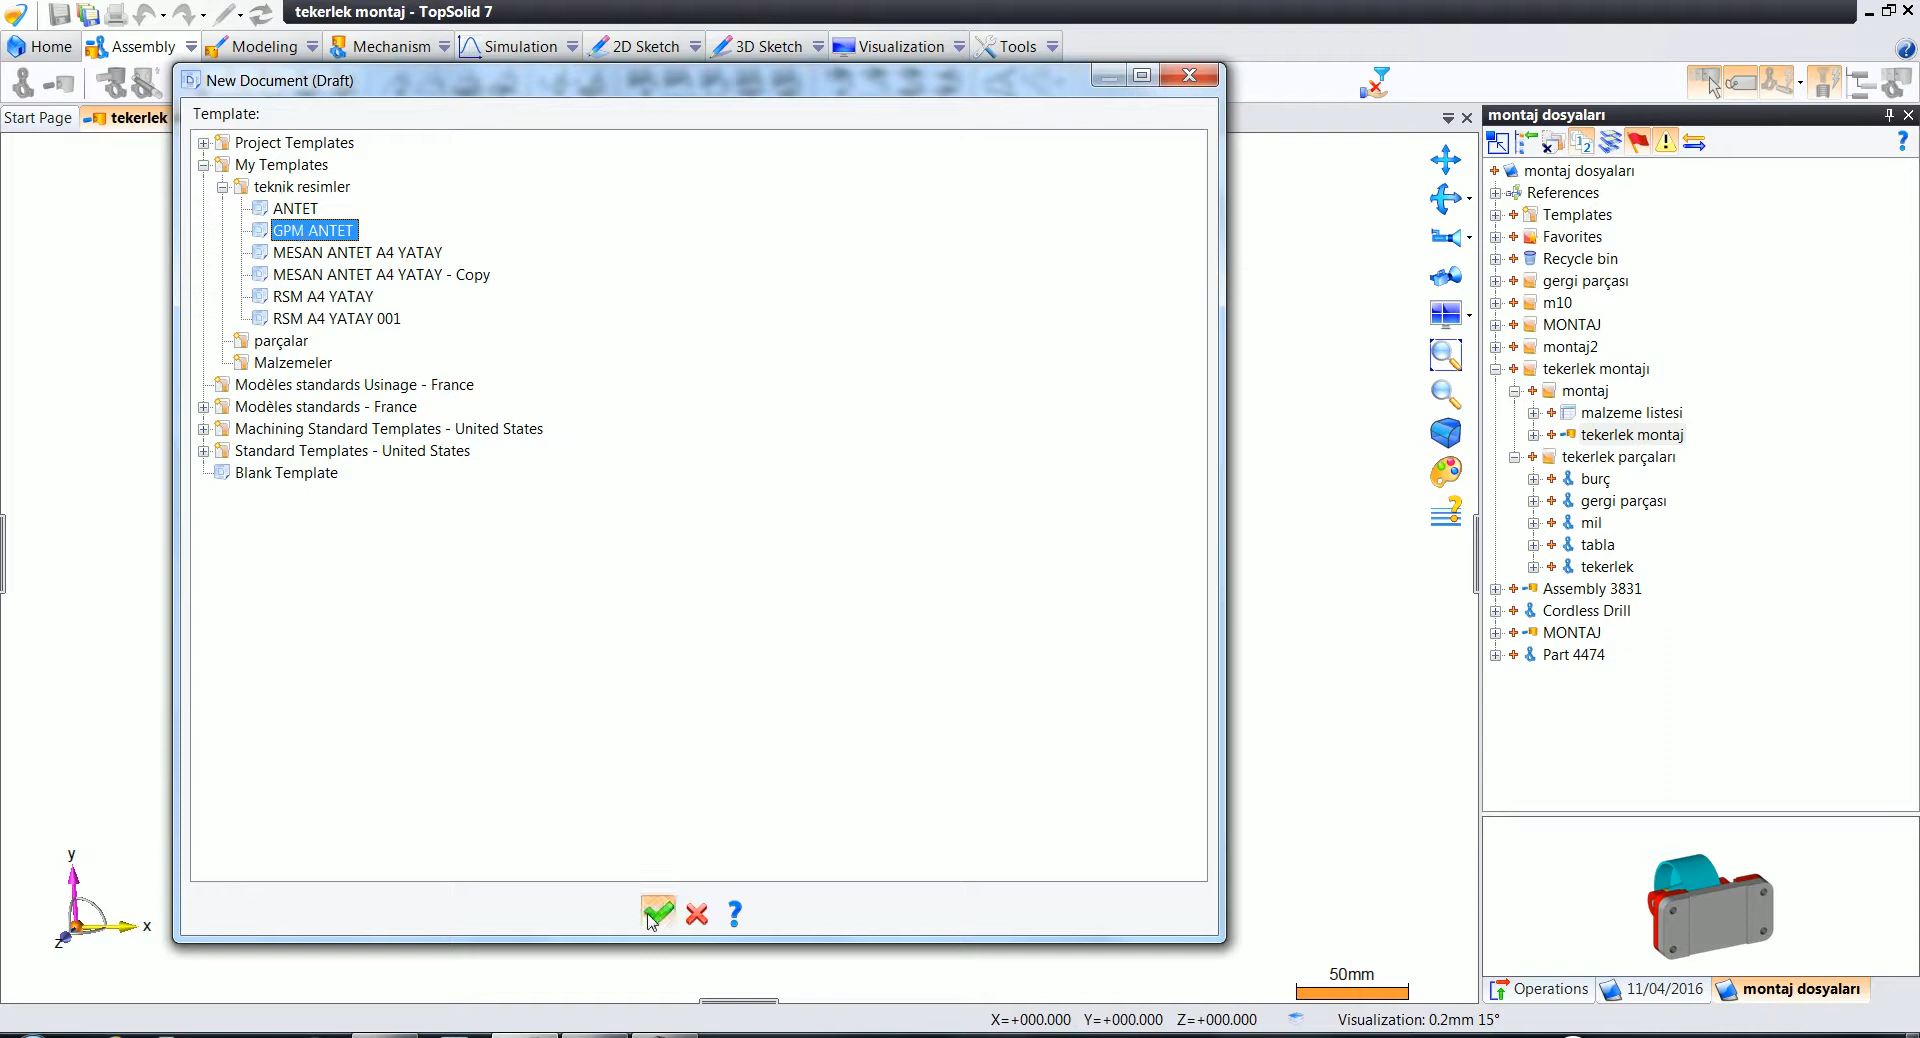 tekerlek montaj - TopSolid 7
Home
Assembly
Modeling
Mechanism
Simulation
2D Sketch
3D Sketch
Visualization
Tools
New Document (Draft)
Start Page
tekerlek
Template:
Project Templates
My Templates
teknik resimler
ANTET
GPM ANTET
MESAN ANTET A4 YATAY
MESAN ANTET A4 YATAY - Copy
RSM A4 YATAY
RSM A4 YATAY 001
parçalar
Malzemeler
Modèles standards Usinage - France
Modèles standards - France
Machining Standard Templates - United States
Standard Templates - United States
Blank Template
montaj dosyaları
montaj dosyaları
References
Templates
Favorites
Recycle bin
gergi parçası
m10
MONTAJ
montaj2
tekerlek montajı
montaj
malzeme listesi
tekerlek montaj
tekerlek parçaları
burç
gergi parçası
mil
tabla
tekerlek
Assembly 3831
Cordless Drill
MONTAJ
Part 4474
y
x
z
50mm
Operations
11/04/2016
montaj dosyaları
X=+000.000 Y=+000.000 Z=+000.000
Visualization: 0.2mm 15°